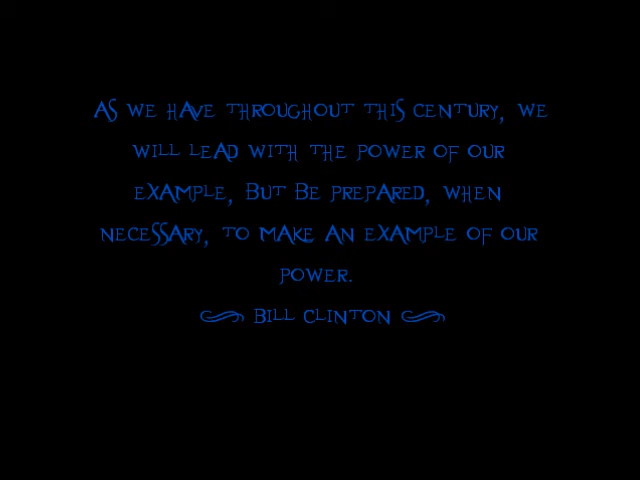 AS WE HAVE THROUGHOUT THIS CENTURY, WE
WILL LEAD WITH THE POWER OF OUR
EXAMPLE, BUT BE PREPARED, WHEN
NECESSARY, TO MAKE AN EXAMPLE OF OUR
POWER.
BILL CLINTON